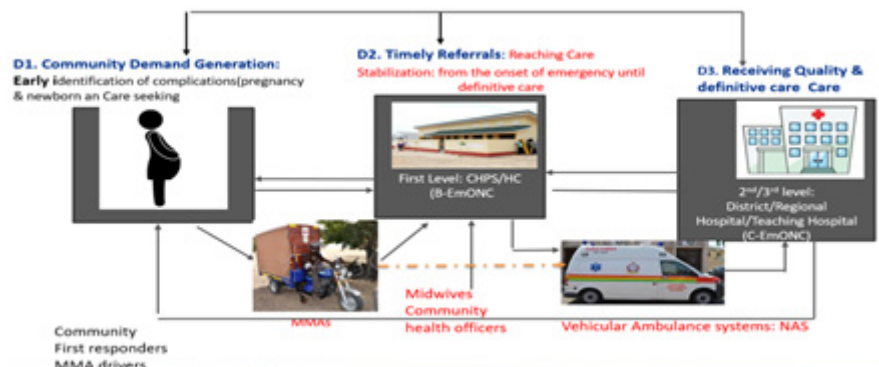 D1. Community Demand Generation:
Early identification of complications(pregnancy
& newborn an Care seeking
D2. Timely Referrals: Reaching Care
Stabilization: from the onset of emergency until
definitive care
D3. Receiving Quality &
definitive care Care
First Level: CHPS/HC
(B-EmONC
2nd/3rd level:
District/Regional
Hospital/Teaching Hospital
(C-EmONC)
MMAs
Midwives
Community
health officers
Vehicular Ambulance systems: NAS
Community
First responders
MMA drivers